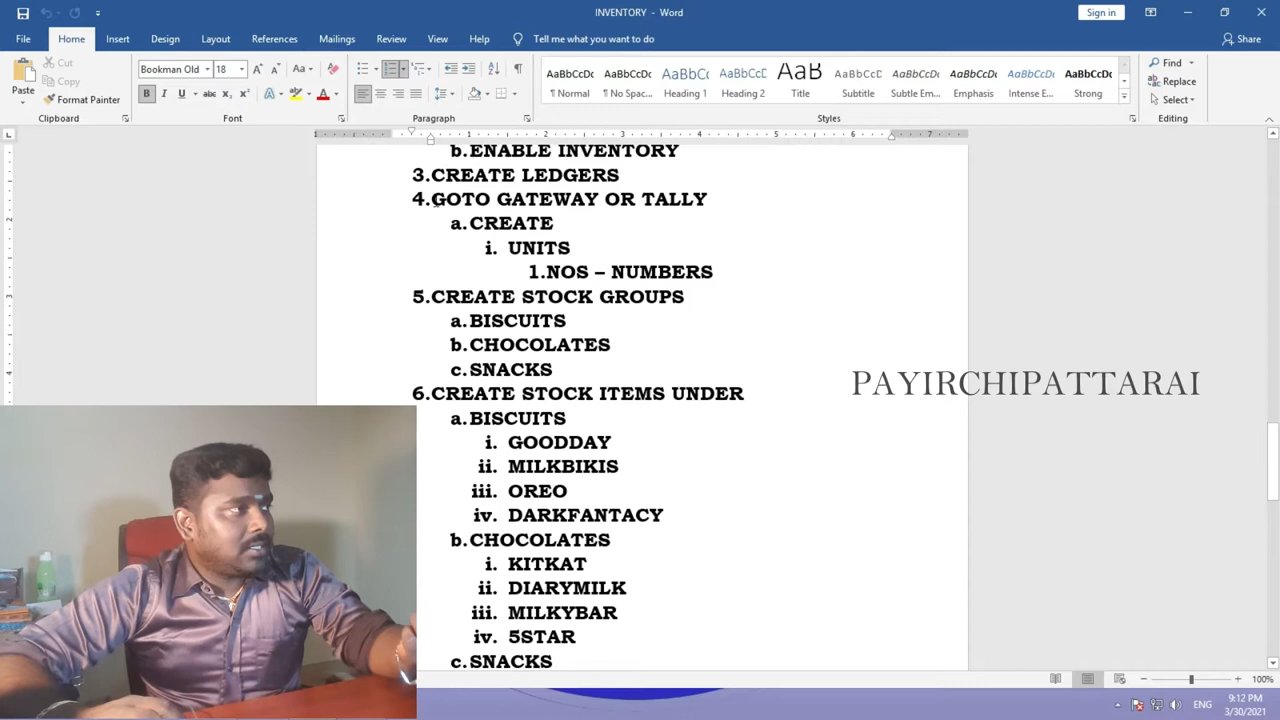 INVENTORY - Word
Sign in
File Home Insert Design Layout References Mailings Review View Help Tell me what you want to do Share
Paste
Cut
Copy
Format Painter
Bookman Old 18
AaBbCcDc AaBbCcDc AaBbCc AaBbCcD AaB AaBbCcD AaBbCcDc AaBbCcDc AaBbCcDc AaBbCcDc
¶ Normal ¶ No Spac... Heading 1 Heading 2 Title Subtitle Subtle Em... Emphasis Intense E... Strong
Find
Replace
Select
Clipboard Font Paragraph Styles Editing
b. ENABLE INVENTORY
3. CREATE LEDGERS
4. GOTO GATEWAY OR TALLY
a. CREATE
i. UNITS
1. NOS – NUMBERS
5. CREATE STOCK GROUPS
a. BISCUITS
b. CHOCOLATES
c. SNACKS
6. CREATE STOCK ITEMS UNDER
a. BISCUITS
i. GOODDAY
ii. MILKBIKIS
iii. OREO
iv. DARKFANTACY
b. CHOCOLATES
i. KITKAT
ii. DIARYMILK
iii. MILKYBAR
iv. 5STAR
c. SNACKS
PAYIRCHIPATTARAI
100%
ENG
9:12 PM
3/30/2021